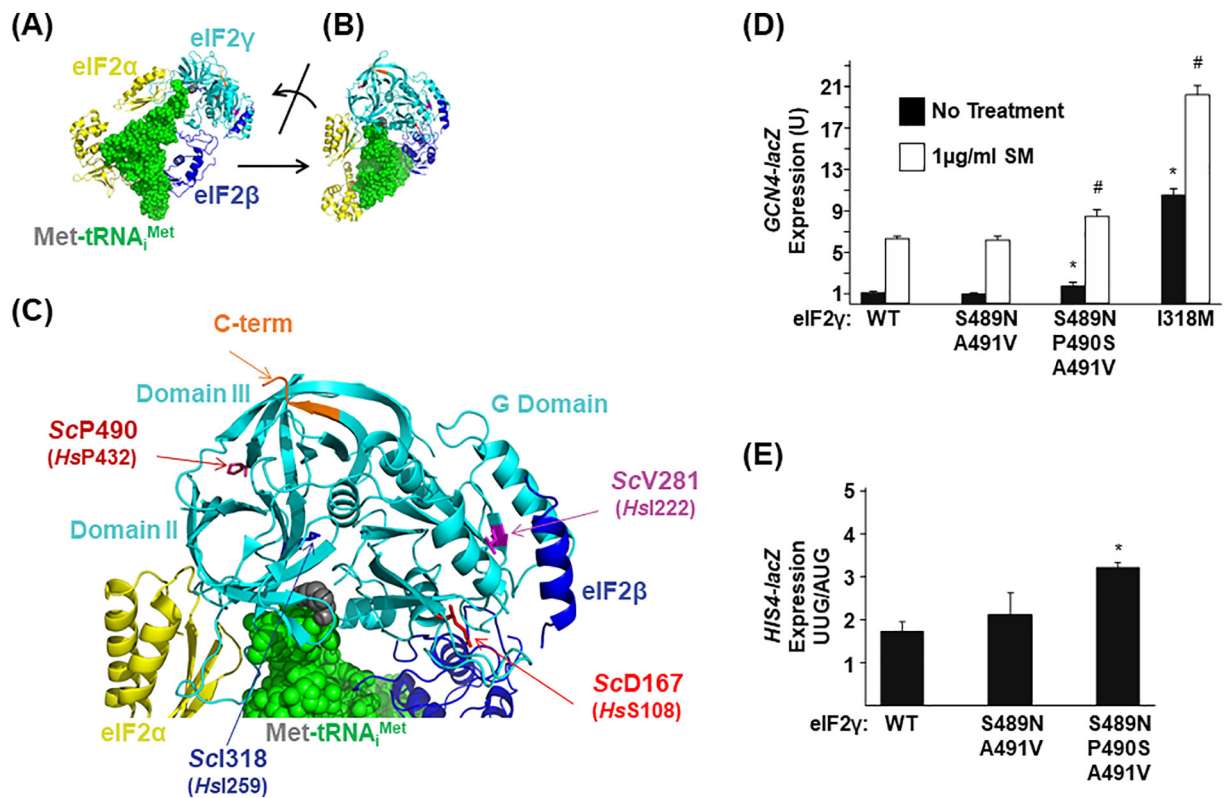 (A)
eIF2γ
eIF2α
eIF2β
Met-tRNAiMet
(B)
(C)
C-term
Domain III
G Domain
ScP490
(HsP432)
ScV281
(HsI222)
Domain II
eIF2β
ScD167
(HsS108)
eIF2α
Met-tRNAiMet
ScI318
(HsI259)
(D)
GCN4-lacZ
Expression (U)
21
17
13
9
5
1
No Treatment
1μg/ml SM
*
#
*
#
eIF2γ: WT S489N S489N I318M
A491V P490S
A491V
(E)
HIS4-lacZ
Expression
UUG/AUG
5
4
3
2
1
*
eIF2γ: WT S489N S489N
A491V P490S
A491V